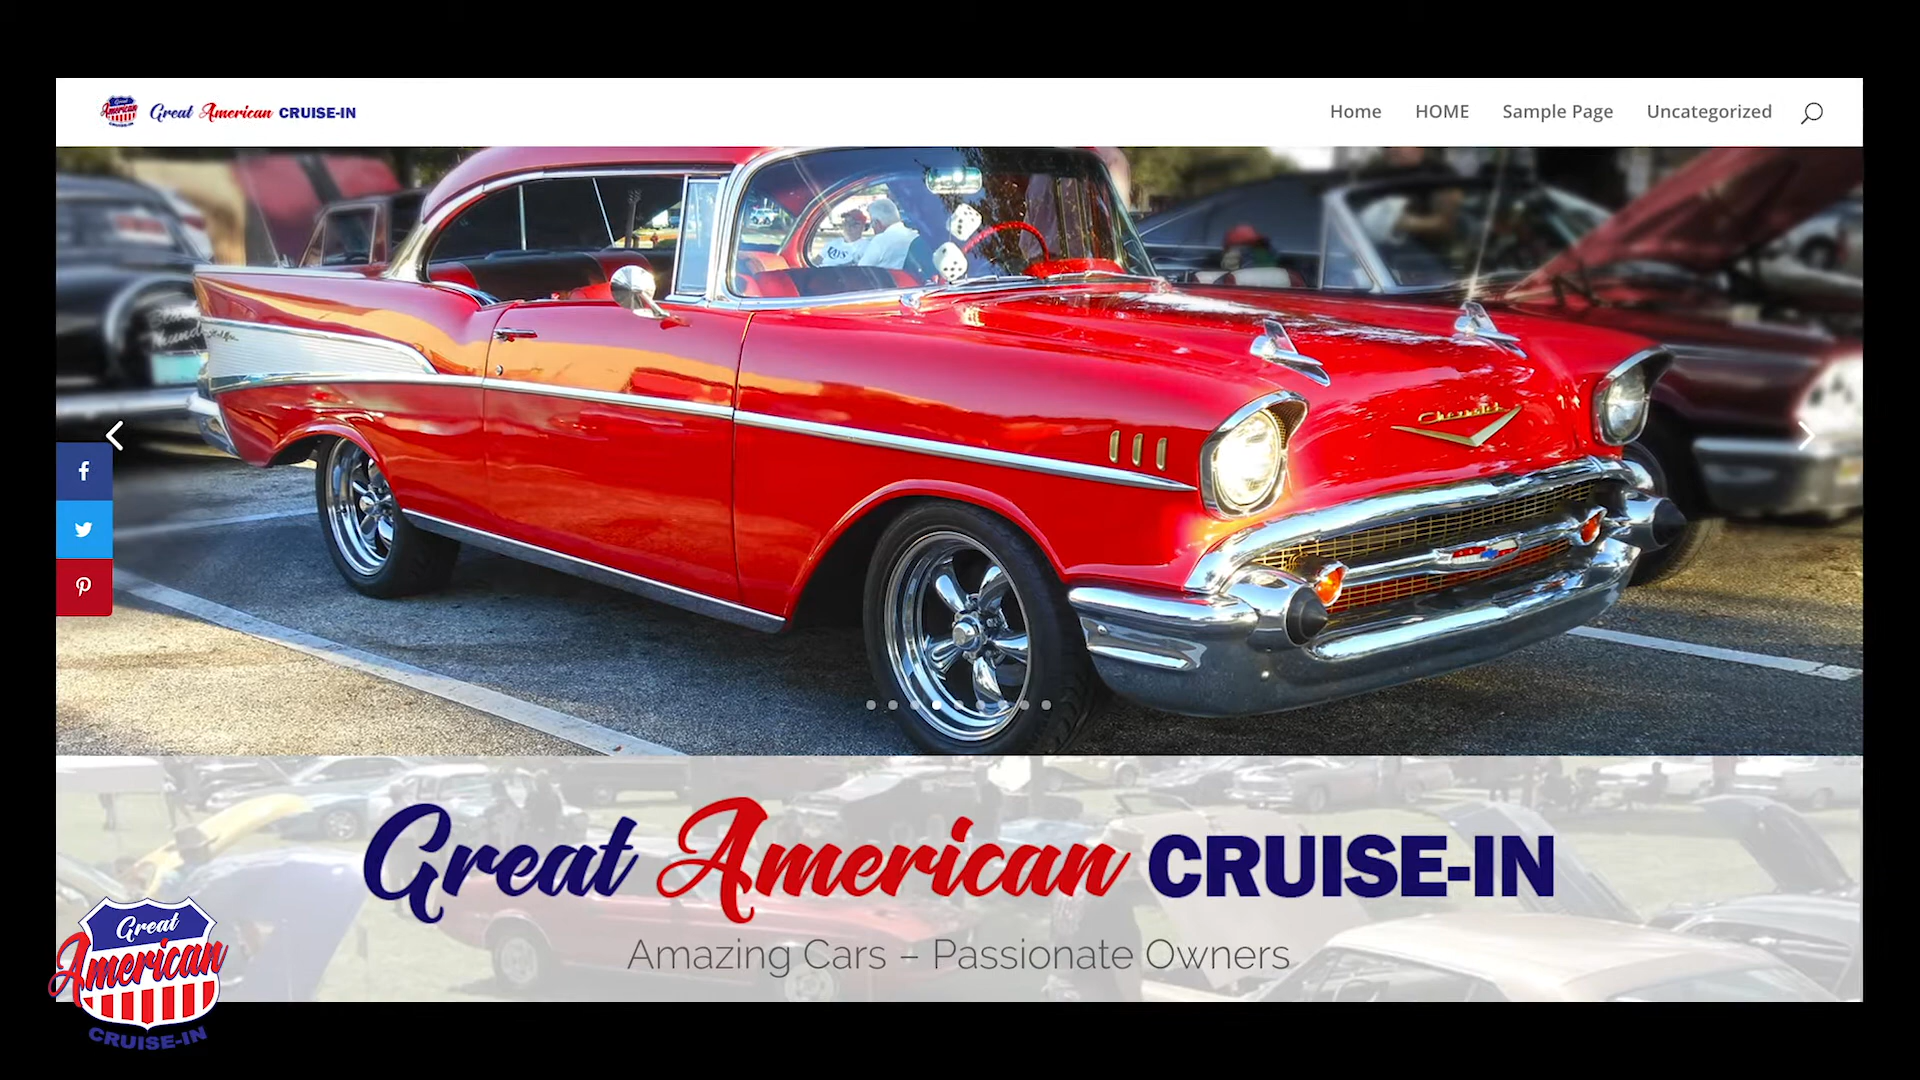 Great American CRUISE-IN
Home HOME Sample Page Uncategorized
Chevrolet
Great American CRUISE-IN
Amazing Cars – Passionate Owners
Great
American
CRUISE-IN